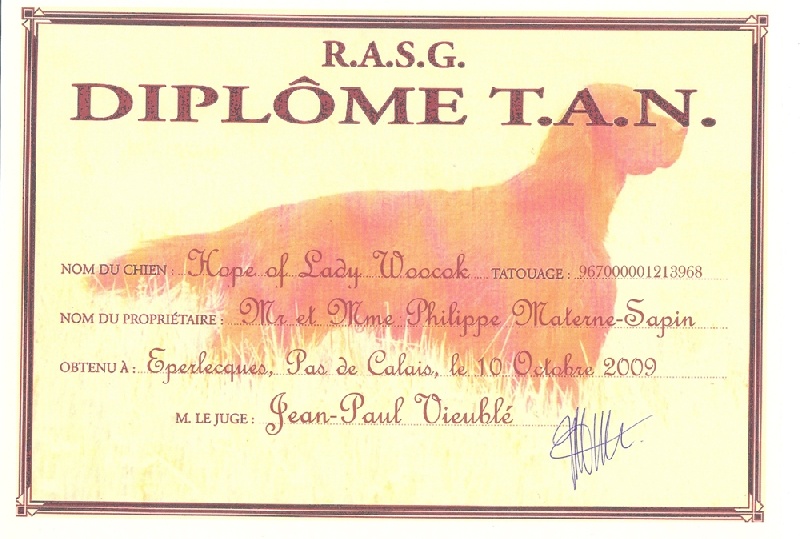 R.A.S.G.
DIPLÔME T.A.N.
NOM DU CHIEN : Hope of Lady Woocok TATOUAGE : 967000001213968
NOM DU PROPRIÉTAIRE : Mr et Mme Philippe Materne-Sapin
OBTENU À : Eperlecques, Pas de Calais, le 10 Octobre 2009
M. LE JUGE : Jean-Paul Vieublé